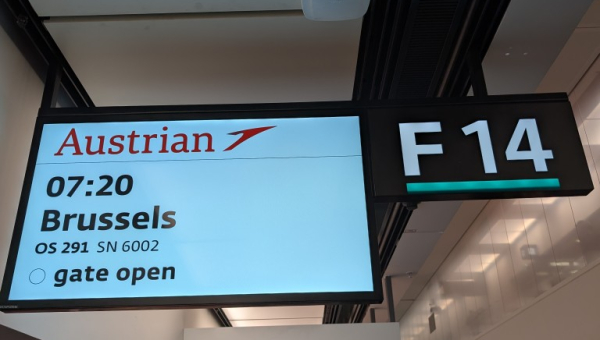 Austrian
07:20
Brussels
OS 291 SN 6002
gate open
F 14